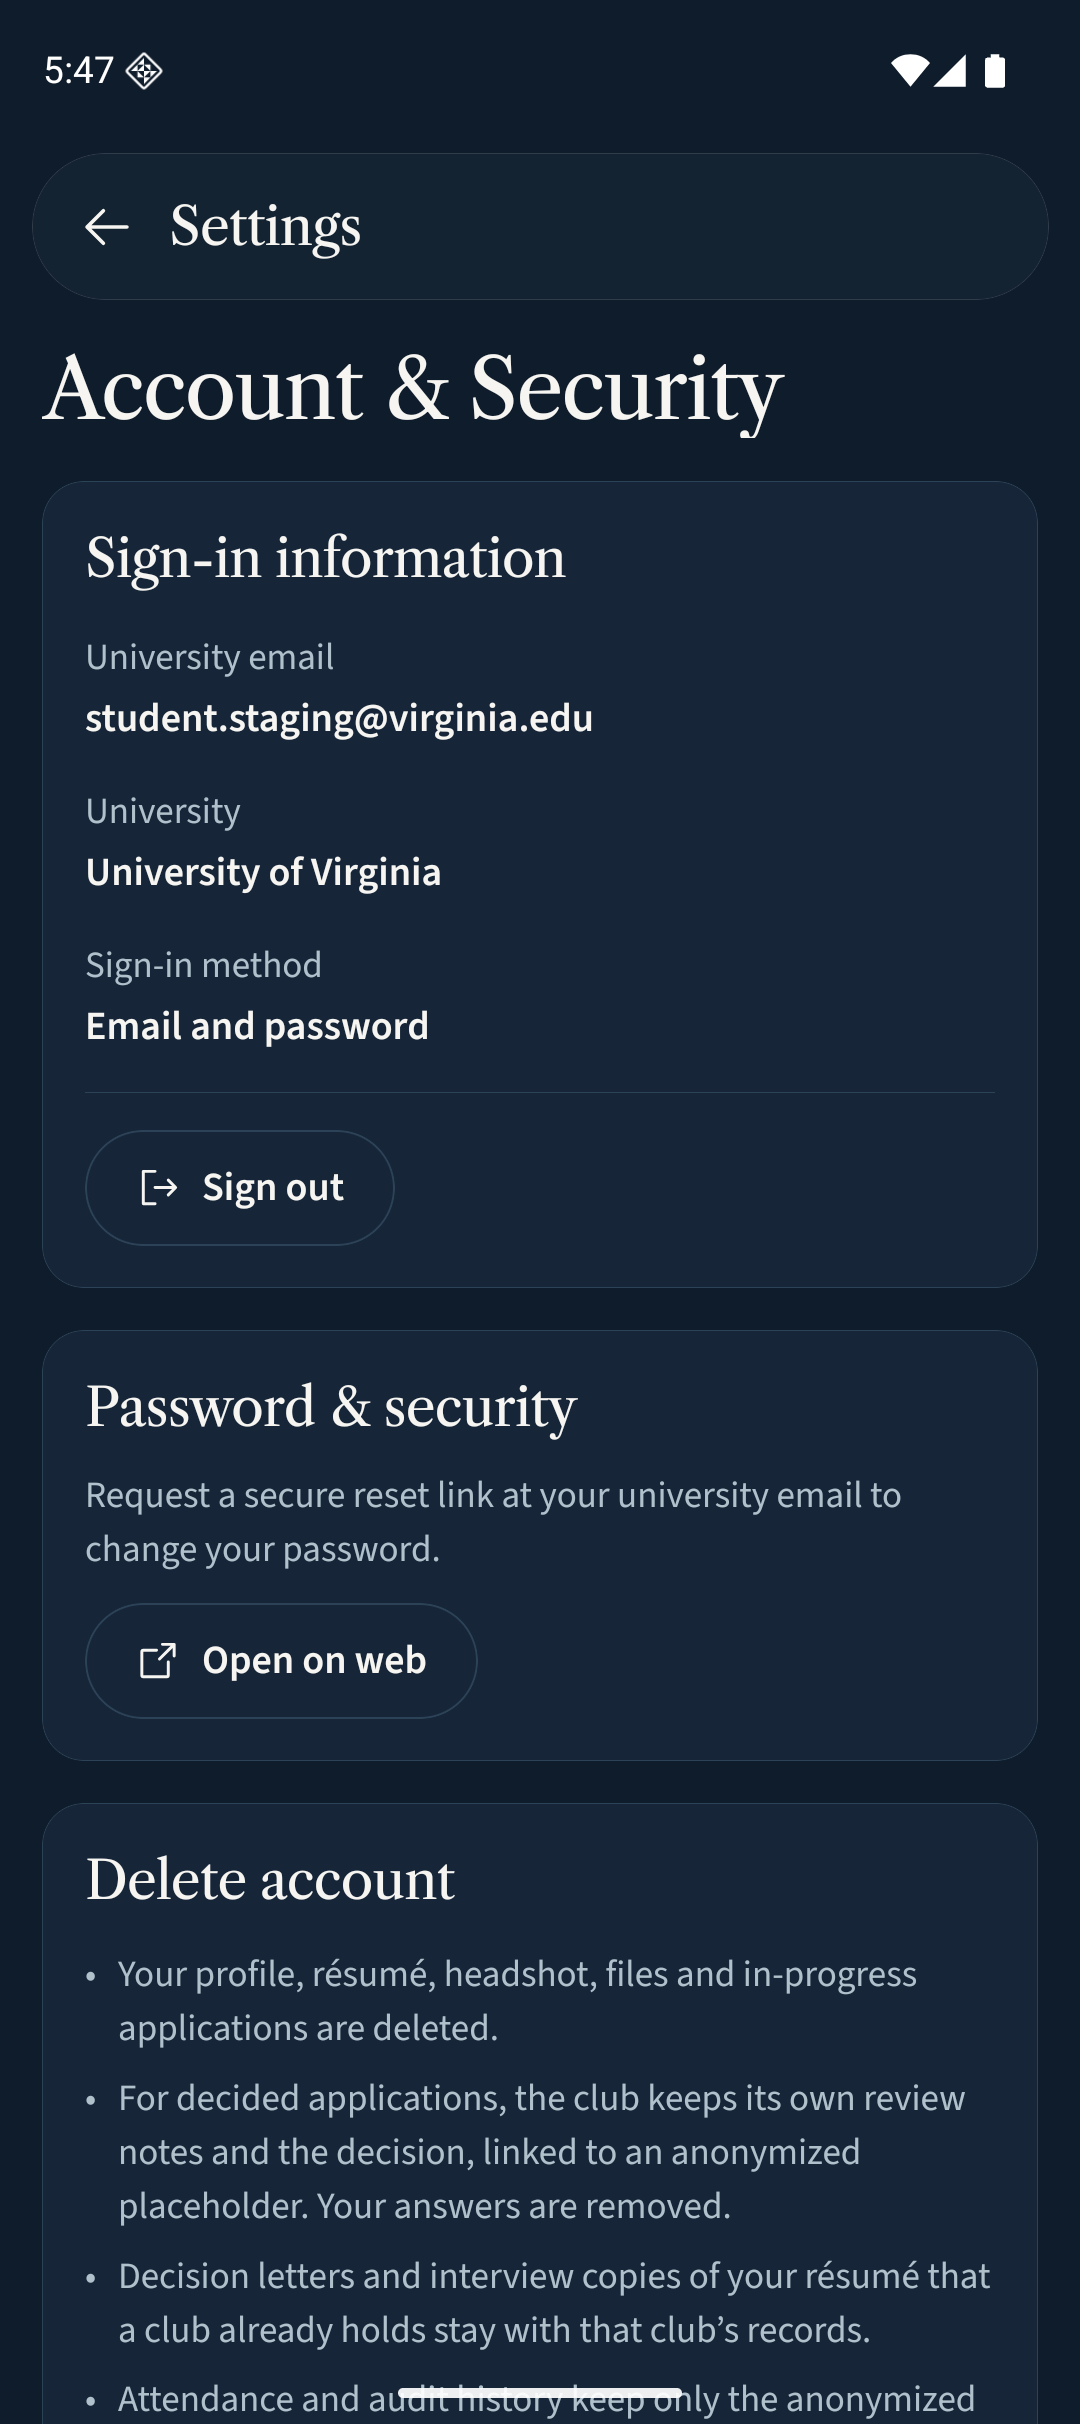 5:47
Settings
Account & Security
Sign-in information
University email
student.staging@virginia.edu
University
University of Virginia
Sign-in method
Email and password
Sign out
Password & security
Request a secure reset link at your university email to
change your password.
Open on web
Delete account
• Your profile, résumé, headshot, files and in-progress
applications are deleted.
• For decided applications, the club keeps its own review
notes and the decision, linked to an anonymized
placeholder. Your answers are removed.
• Decision letters and interview copies of your résumé that
a club already holds stay with that club’s records.
• Attendance and audit history keep only the anonymized